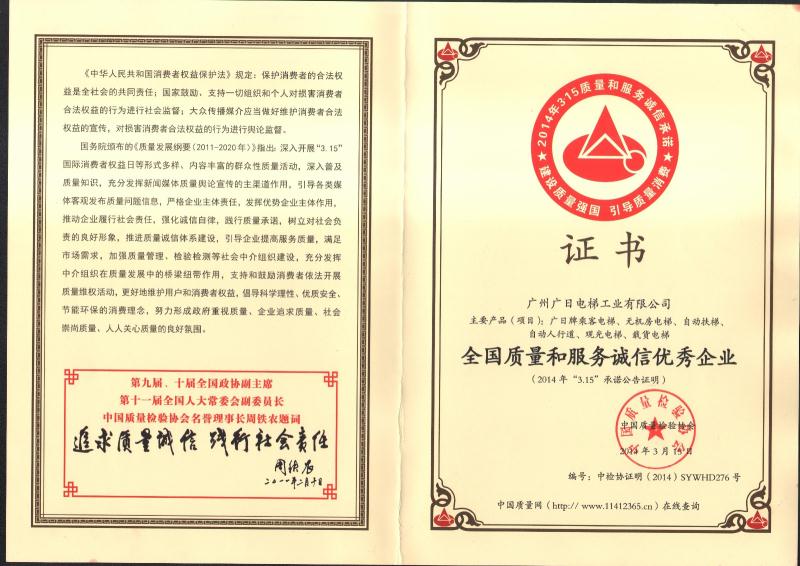 《中华人民共和国消费者权益保护法》规定：保护消费者的合法权
益是全社会的共同责任；国家鼓励、支持一切组织和个人对损害消费者
合法权益的行为进行社会监督；大众传播媒介应当做好维护消费者合法
权益的宣传，对损害消费者合法权益的行为进行舆论监督。
国务院颁布的《质量发展纲要（2011-2020年）》指出：深入开展“3.15”
国际消费者权益日等形式多样、内容丰富的群众性质量活动，深入普及
质量知识，充分发挥新闻媒体质量舆论宣传的主渠道作用，引导各类媒
体客观发布质量问题信息，严格企业主体责任，发挥优势企业主体作用，
推动企业履行社会责任，强化诚信自律，践行质量承诺，树立对社会负
责的良好形象，推进质量诚信体系建设，引导企业提高服务质量，满足
市场需求，加强质量管理、检验检测等社会中介组织建设，充分发挥
中介组织在质量发展中的桥梁纽带作用，支持和鼓励消费者依法开展
质量维权活动，更好地维护用户和消费者权益，倡导科学理性、优质安全、
节能环保的消费理念，努力形成政府重视质量、企业追求质量、社会
崇尚质量、人人关心质量的良好氛围。
第九届、十届全国政协副主席
第十一届全国人大常委会副委员长
中国质量检验协会名誉理事长周铁农题词
追求质量诚信 践行社会责任
周铁农
2014年3·15质量和服务诚信承诺
建设质量强国 引导质量消费
证书
广州广日电梯工业有限公司
主要产品（项目）：广日牌乘客电梯、无机房电梯、自动扶梯、
自动人行道、观光电梯、载货电梯
全国质量和服务诚信优秀企业
（2014 年 “3.15” 承诺公告证明）
中国质量检验协会
中国质量检验协会
2014 年 3 月 15 日
编号：中检协证明（2014）SYWHD276 号
中国质量网（http://www.11412365.cn）在线查询